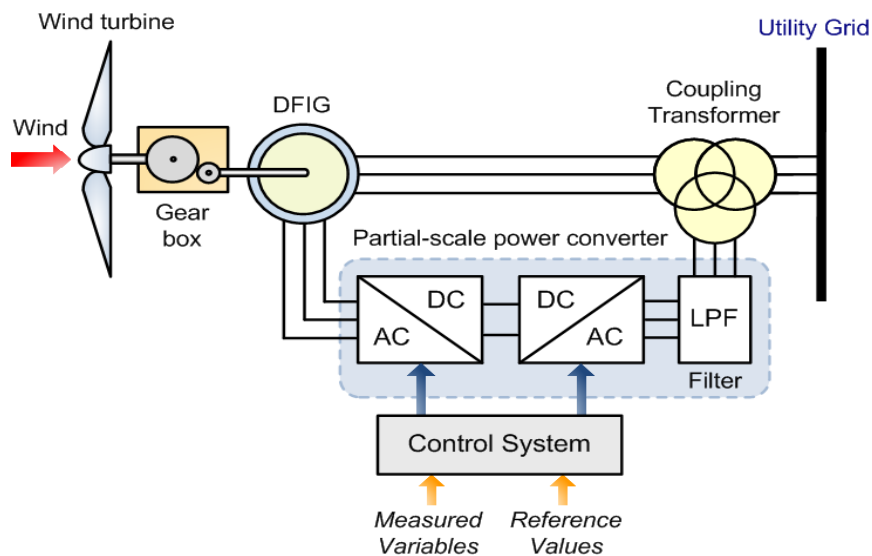 Wind turbine
Utility Grid
Coupling
Transformer
DFIG
Wind
Gear
box
Partial-scale power converter
DC
AC
DC
AC
LPF
Filter
Control System
Measured
Variables
Reference
Values